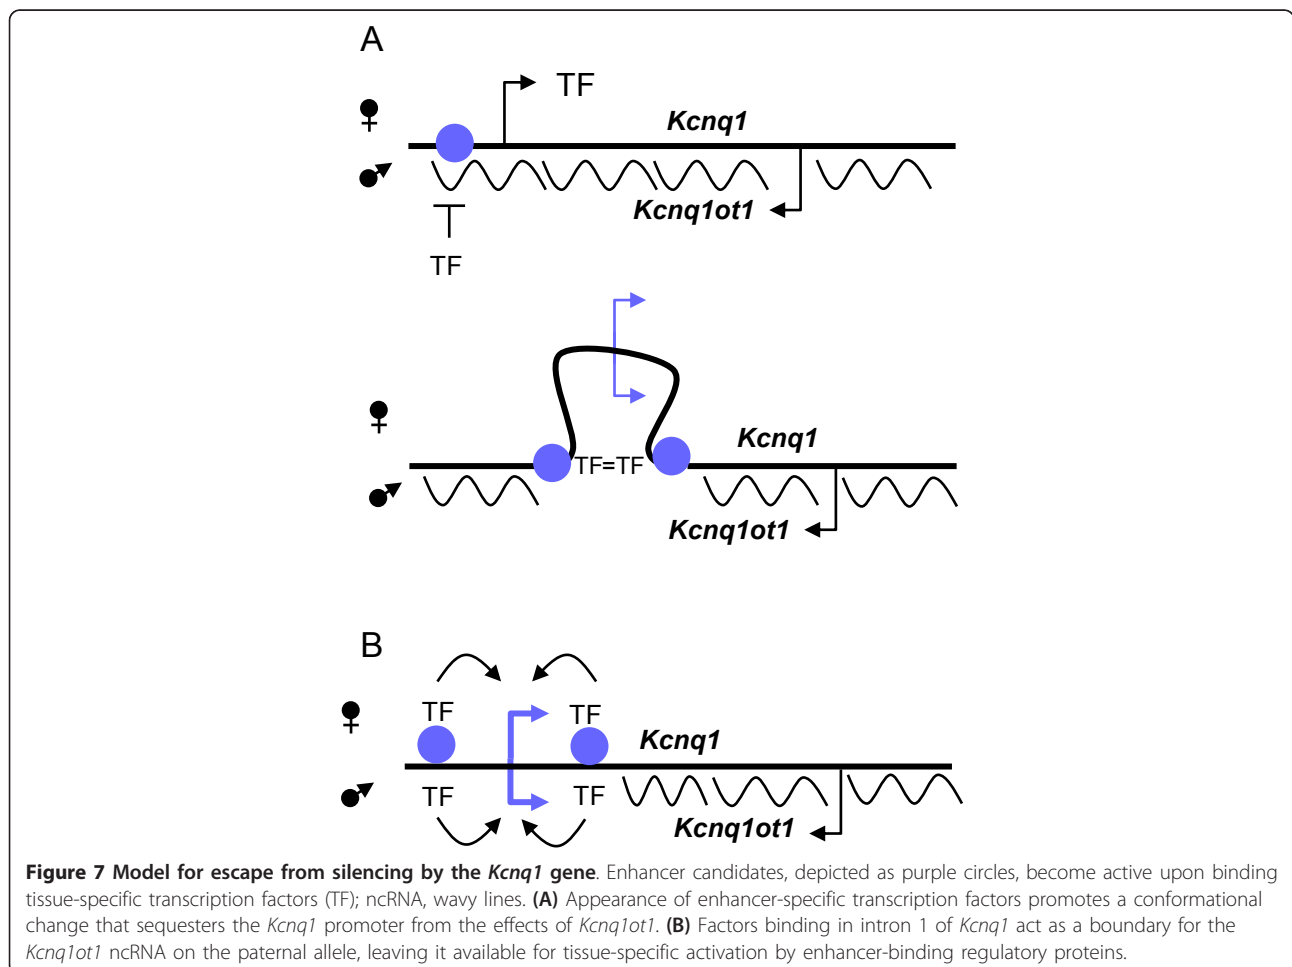 A
TF
Kcnq1
Kcnq1ot1
TF
TF=TF
Kcnq1
Kcnq1ot1
B
TF TF
Kcnq1
TF TF
Kcnq1ot1
Figure 7 Model for escape from silencing by the Kcnq1 gene. Enhancer candidates, depicted as purple circles, become active upon binding
tissue-specific transcription factors (TF); ncRNA, wavy lines. (A) Appearance of enhancer-specific transcription factors promotes a conformational
change that sequesters the Kcnq1 promoter from the effects of Kcnq1ot1. (B) Factors binding in intron 1 of Kcnq1 act as a boundary for the
Kcnq1ot1 ncRNA on the paternal allele, leaving it available for tissue-specific activation by enhancer-binding regulatory proteins.